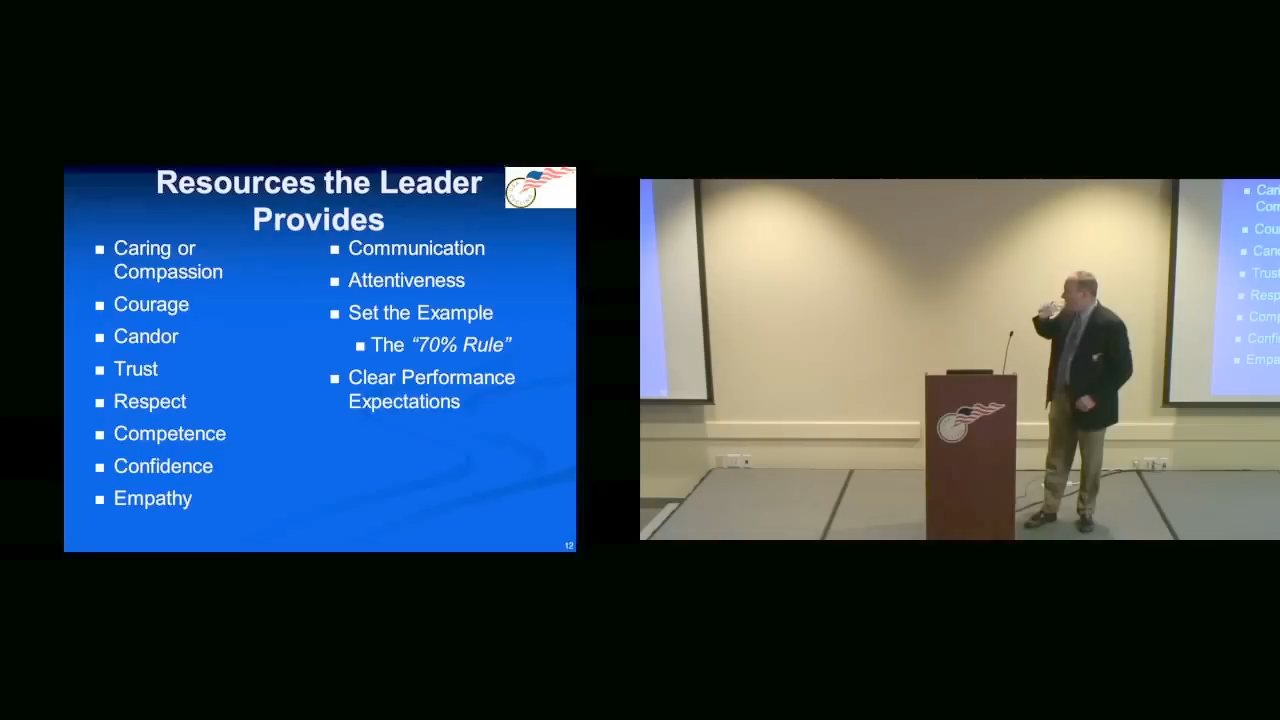 Resources the Leader
Provides
Caring or
Compassion
Courage
Candor
Trust
Respect
Competence
Confidence
Empathy
Communication
Attentiveness
Set the Example
The “70% Rule”
Clear Performance
Expectations
12